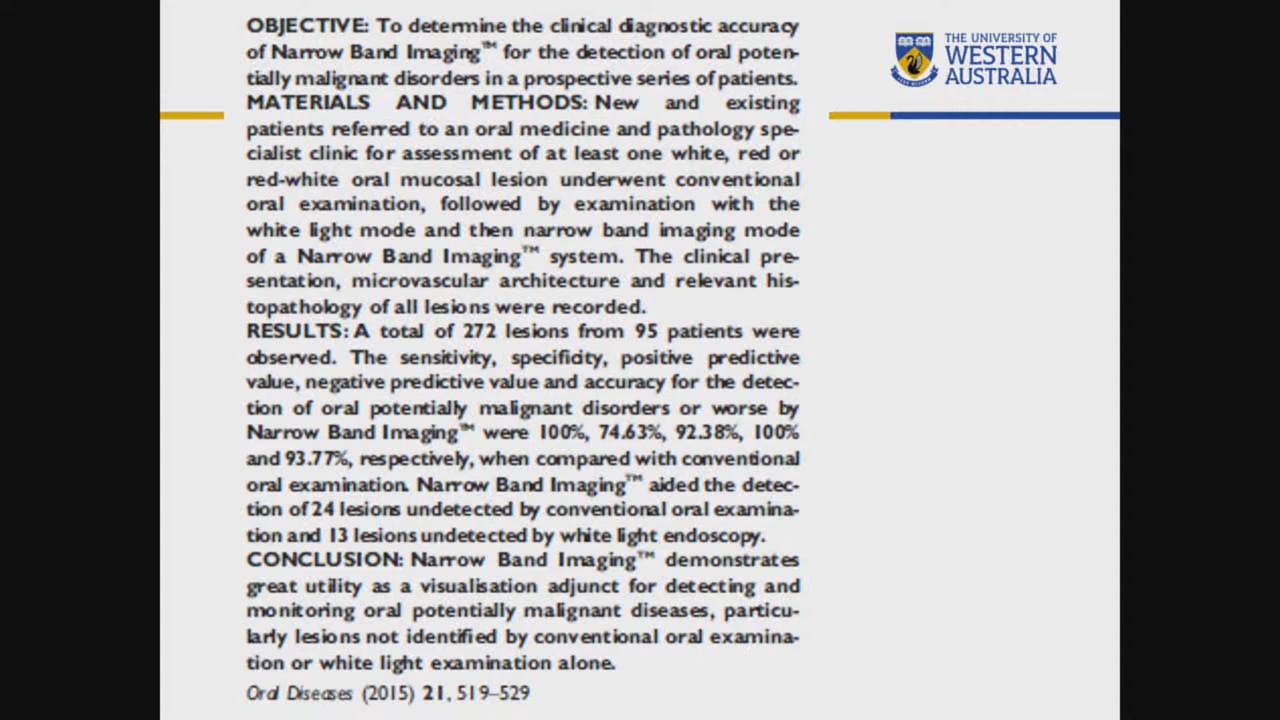 OBJECTIVE: To determine the clinical diagnostic accuracy
of Narrow Band Imaging™ for the detection of oral poten-
tially malignant disorders in a prospective series of patients.
MATERIALS AND METHODS: New and existing
patients referred to an oral medicine and pathology spe-
cialist clinic for assessment of at least one white, red or
red-white oral mucosal lesion underwent conventional
oral examination, followed by examination with the
white light mode and then narrow band imaging mode
of a Narrow Band Imaging™ system. The clinical pre-
sentation, microvascular architecture and relevant his-
topathology of all lesions were recorded.
RESULTS: A total of 272 lesions from 95 patients were
observed. The sensitivity, specificity, positive predictive
value, negative predictive value and accuracy for the detec-
tion of oral potentially malignant disorders or worse by
Narrow Band Imaging™ were 100%, 74.63%, 92.38%, 100%
and 93.77%, respectively, when compared with conventional
oral examination. Narrow Band Imaging™ aided the detec-
tion of 24 lesions undetected by conventional oral examina-
tion and 13 lesions undetected by white light endoscopy.
CONCLUSION: Narrow Band Imaging™ demonstrates
great utility as a visualisation adjunct for detecting and
monitoring oral potentially malignant diseases, particu-
larly lesions not identified by conventional oral examina-
tion or white light examination alone.
Oral Diseases (2015) 21, 519–529
THE UNIVERSITY OF
WESTERN
AUSTRALIA